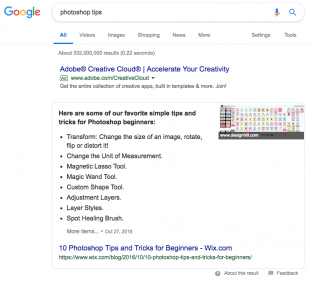 Google
photoshop tips
All Videos Images Shopping News More Settings Tools
About 332,000,000 results (0.22 seconds)
Adobe® Creative Cloud® | Accelerate Your Creativity
Ad www.adobe.com/CreativeCloud
Get the entire collection of creative apps, built in templates & more. Join!
Here are some of our favorite simple tips and
tricks for Photoshop beginners:
www.designhill.com
• Transform: Change the size of an image, rotate,
flip or distort it!
• Change the Unit of Measurement.
• Magnetic Lasso Tool.
• Magic Wand Tool.
• Custom Shape Tool.
• Adjustment Layers.
• Layer Styles.
• Spot Healing Brush.
More items... • Oct 27, 2016
10 Photoshop Tips and Tricks for Beginners - Wix.com
https://www.wix.com/blog/2016/10/10-photoshop-tips-and-tricks-for-beginners/
About this result Feedback